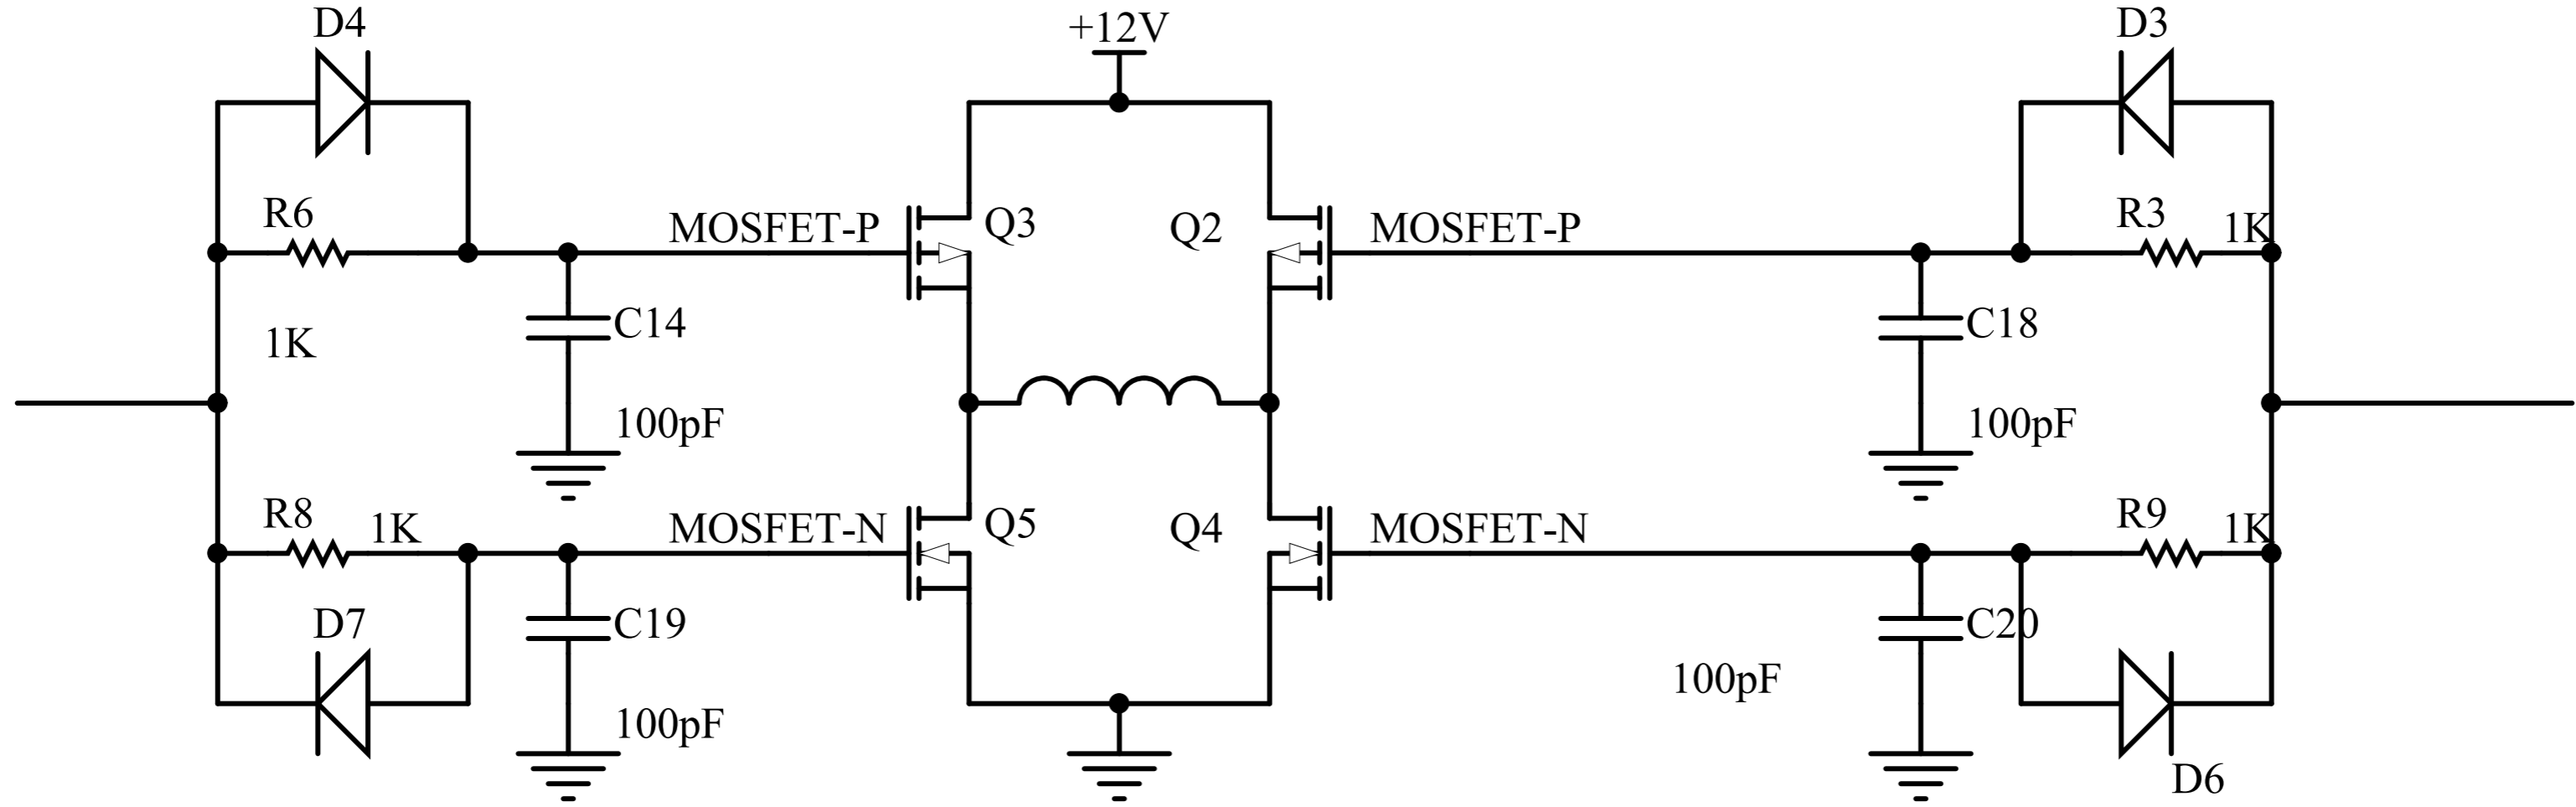 D4
+12V
D3
R6
MOSFET-P
Q3
Q2
MOSFET-P
R3
1K
1K
C14
C18
100pF
100pF
R8
1K
MOSFET-N
Q5
Q4
MOSFET-N
R9
1K
D7
C19
C20
100pF
100pF
D6